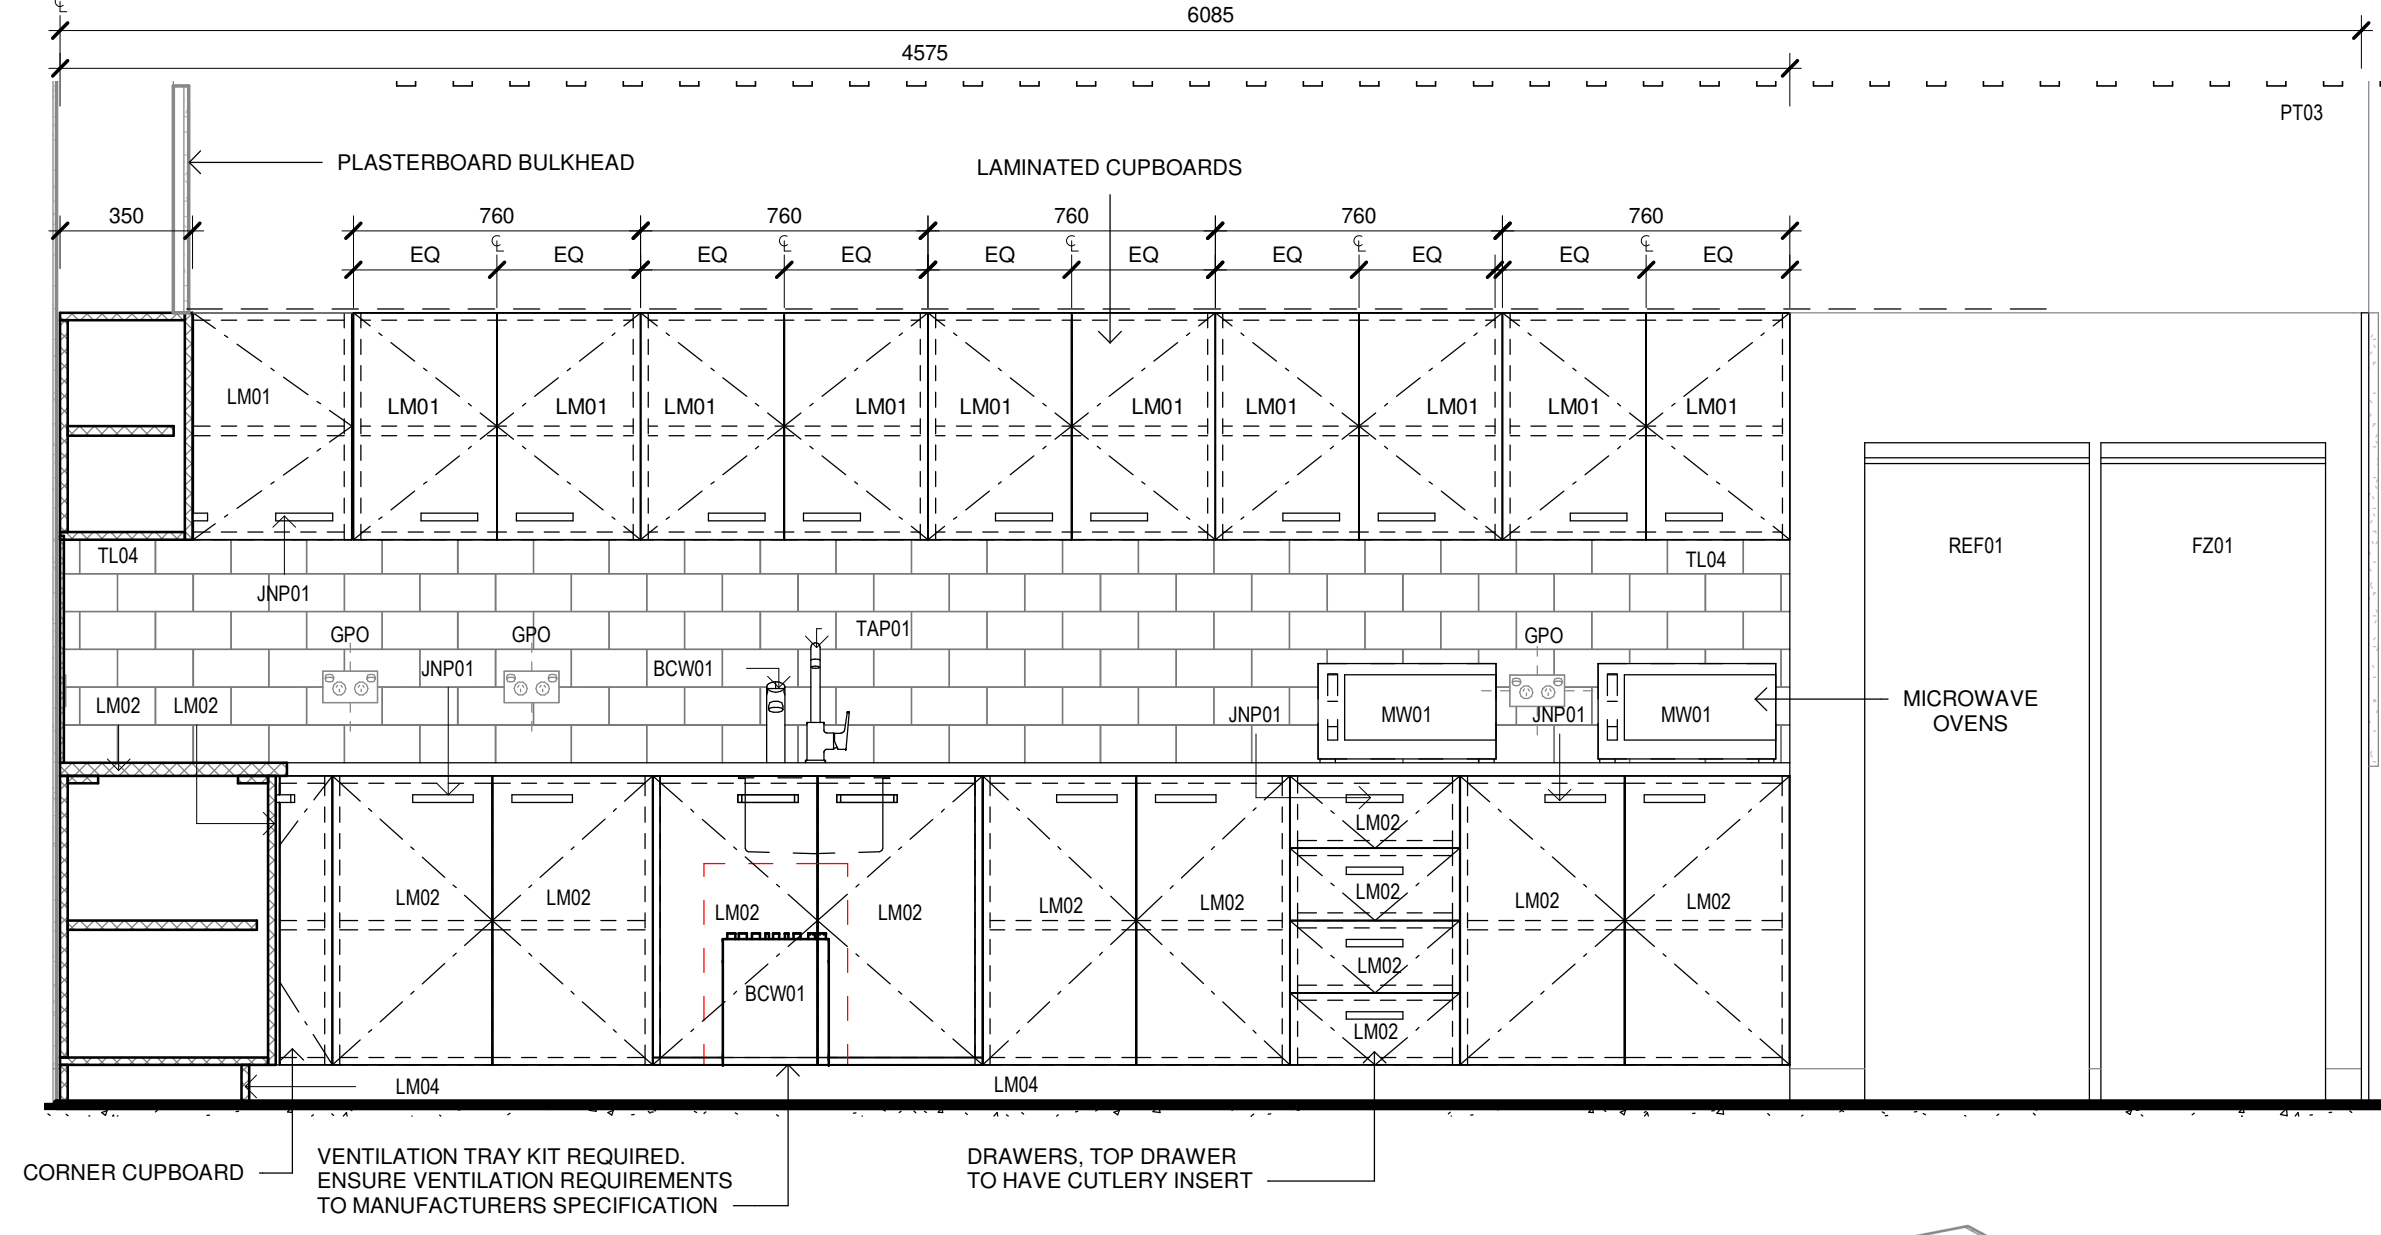 ℄
6085
4575
PT03
PLASTERBOARD BULKHEAD
LAMINATED CUPBOARDS
350
760
760
760
760
760
℄
℄
℄
℄
℄
EQ
EQ
EQ
EQ
EQ
EQ
EQ
EQ
EQ
EQ
LM01
LM01
LM01
LM01
LM01
LM01
LM01
LM01
LM01
LM01
LM01
TL04
TL04
REF01
FZ01
JNP01
GPO
GPO
TAP01
GPO
JNP01
BCW01
LM02
LM02
JNP01
MW01
JNP01
MW01
MICROWAVE
OVENS
LM02
LM02
LM02
LM02
LM02
LM02
LM02
LM02
LM02
LM02
LM02
LM02
BCW01
LM04
LM04
CORNER CUPBOARD
VENTILATION TRAY KIT REQUIRED.
ENSURE VENTILATION REQUIREMENTS
TO MANUFACTURERS SPECIFICATION
DRAWERS, TOP DRAWER
TO HAVE CUTLERY INSERT